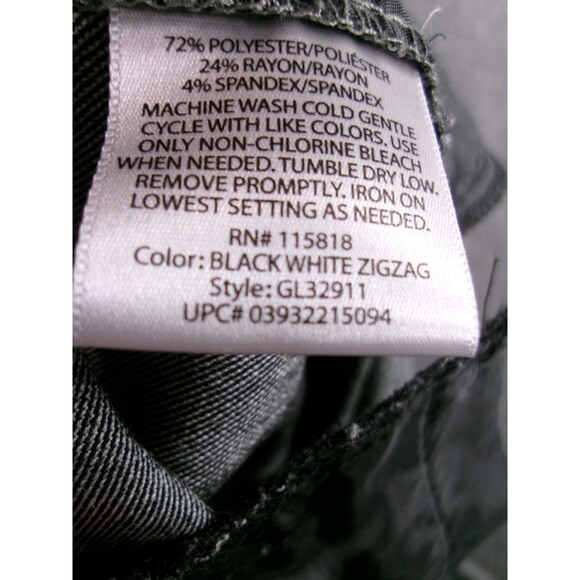 72% POLYESTER/POLIÉSTER
24% RAYON/RAYON
4% SPANDEX/SPANDEX
MACHINE WASH COLD GENTLE
CYCLE WITH LIKE COLORS. USE
ONLY NON-CHLORINE BLEACH
WHEN NEEDED. TUMBLE DRY LOW.
REMOVE PROMPTLY. IRON ON
LOWEST SETTING AS NEEDED.
RN# 115818
Color: BLACK WHITE ZIGZAG
Style: GL32911
UPC# 03932215094